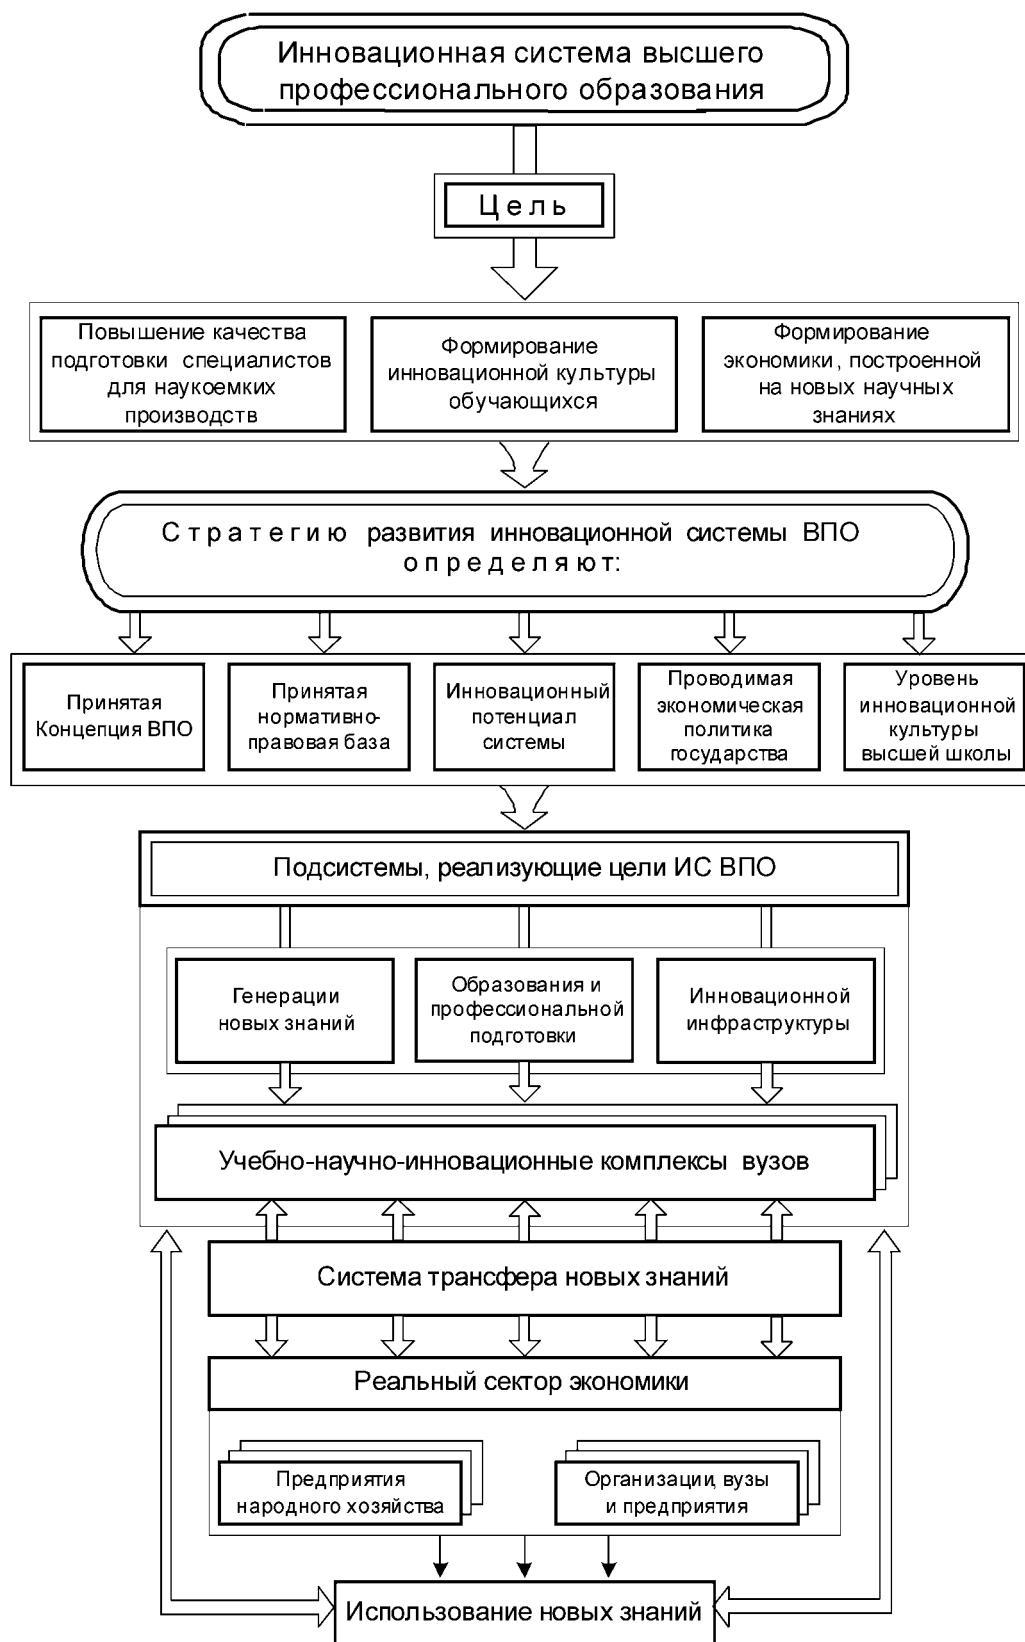 Инновационная система высшего
профессионального образования
Цель
Повышение качества
подготовки специалистов
для наукоемких
производств
Формирование
инновационной культуры
обучающихся
Формирование
экономики, построенной
на новых научных
знаниях
Стратегию развития инновационной системы ВПО
определяют:
Принятая
Концепция ВПО
Принятая
нормативно-
правовая база
Инновационный
потенциал
системы
Проводимая
экономическая
политика
государства
Уровень
инновационной
культуры
высшей школы
Подсистемы, реализующие цели ИС ВПО
Генерации
новых знаний
Образования и
профессиональной
подготовки
Инновационной
инфраструктуры
Учебно-научно-инновационные комплексы вузов
Система трансфера новых знаний
Реальный сектор экономики
Предприятия
народного хозяйства
Организации, вузы
и предприятия
Использование новых знаний